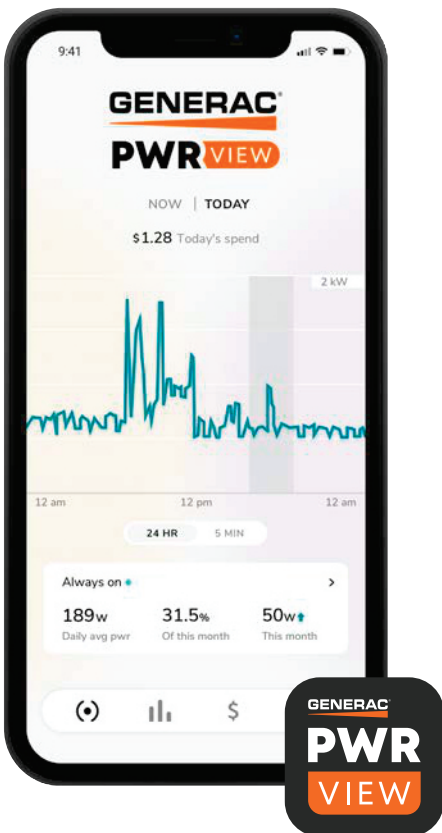 9:41
GENERAC
PWR VIEW
NOW | TODAY
$1.28 Today's spend
2 kW
12 am 12 pm 12 am
24 HR 5 MIN
Always on
189w 31.5% 50w
Daily avg pwr Of this month This month
$
GENERAC
PWR
VIEW